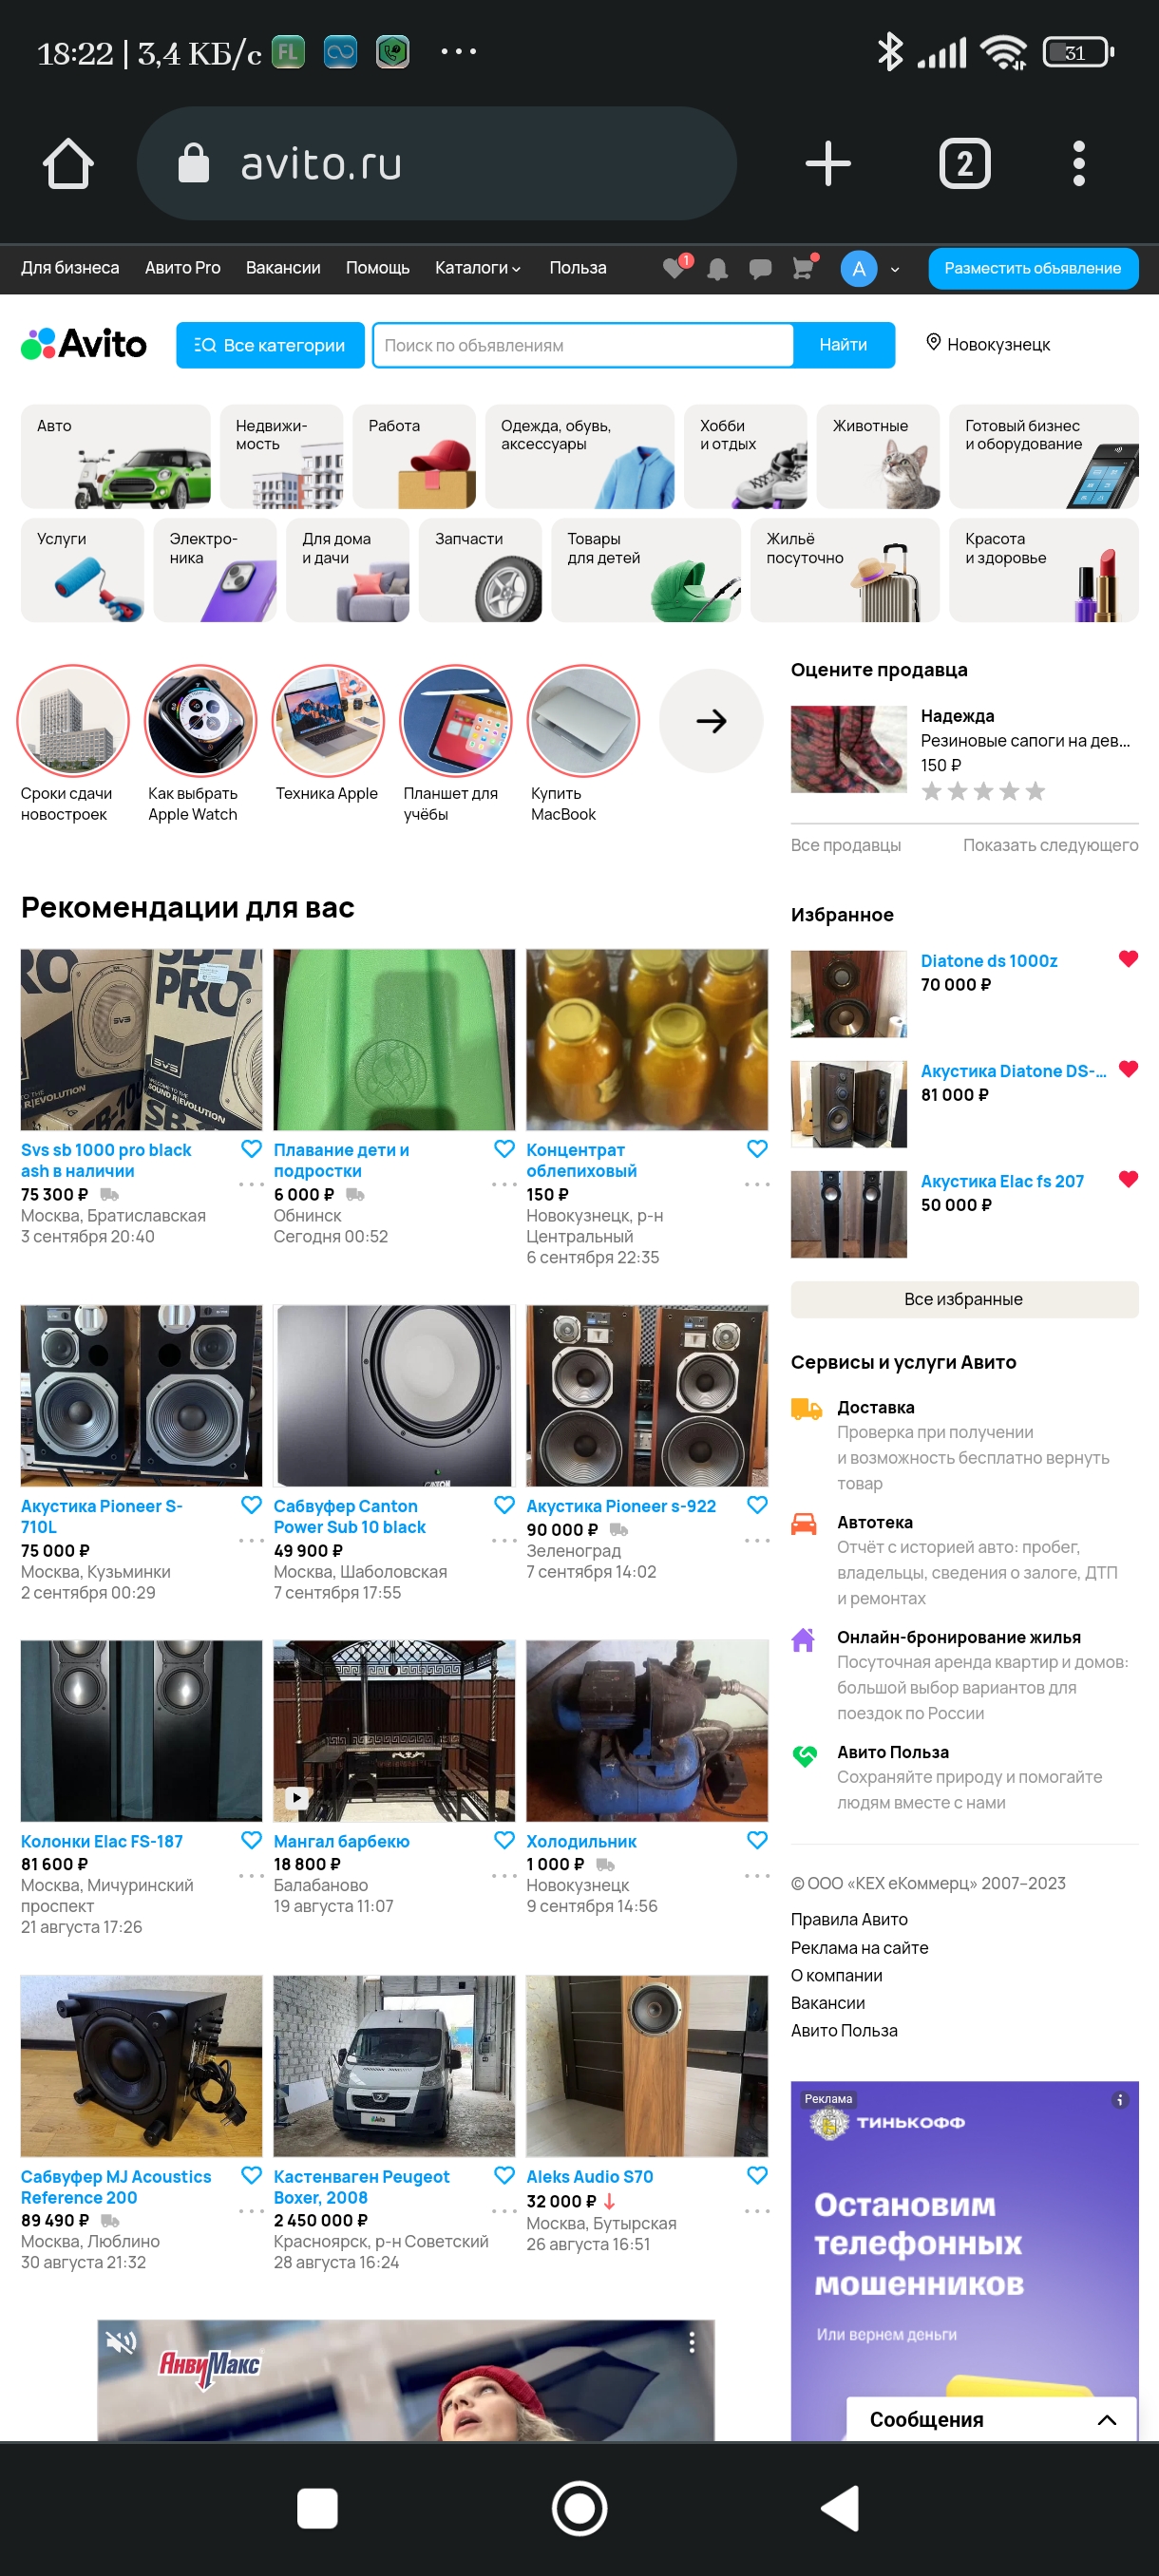 18:22 | 3,4 КБ/с
FL
31
avito.ru
2
Для бизнеса Авито Pro Вакансии Помощь Каталоги Польза
1
А
Разместить объявление
Avito
Все категории
Поиск по объявлениям
Найти
Новокузнецк
Авто
Недвижи-
мость
Работа
Одежда, обувь,
аксессуары
Хобби
и отдых
Животные
Готовый бизнес
и оборудование
Услуги
Электро-
ника
Для дома
и дачи
Запчасти
Товары
для детей
Жильё
посуточно
Красота
и здоровье
Сроки сдачи
новостроек
Как выбрать
Apple Watch
Техника Apple
Планшет для
учёбы
Купить
MacBook
Оцените продавца
Надежда
Резиновые сапоги на дев...
150 ₽
Все продавцы
Показать следующего
Рекомендации для вас
Svs sb 1000 pro black
ash в наличии
75 300 ₽
Москва, Братиславская
3 сентября 20:40
Плавание дети и
подростки
6 000 ₽
Обнинск
Сегодня 00:52
Концентрат
облепиховый
150 ₽
Новокузнецк, р-н
Центральный
6 сентября 22:35
Акустика Pioneer S-
710L
75 000 ₽
Москва, Кузьминки
2 сентября 00:29
Сабвуфер Canton
Power Sub 10 black
49 900 ₽
Москва, Шаболовская
7 сентября 17:55
Акустика Pioneer s-922
90 000 ₽
Зеленоград
7 сентября 14:02
Колонки Elac FS-187
81 600 ₽
Москва, Мичуринский
проспект
21 августа 17:26
Мангал барбекю
18 800 ₽
Балабаново
19 августа 11:07
Холодильник
1 000 ₽
Новокузнецк
9 сентября 14:56
Сабвуфер MJ Acoustics
Reference 200
89 490 ₽
Москва, Люблино
30 августа 21:32
Кастенваген Peugeot
Boxer, 2008
2 450 000 ₽
Красноярск, р-н Советский
28 августа 16:24
Aleks Audio S70
32 000 ₽
Москва, Бутырская
26 августа 16:51
АнвиМакс
Избранное
Diatone ds 1000z
70 000 ₽
Акустика Diatone DS-...
81 000 ₽
Акустика Elac fs 207
50 000 ₽
Все избранные
Сервисы и услуги Авито
Доставка
Проверка при получении
и возможность бесплатно вернуть
товар
Автотека
Отчёт с историей авто: пробег,
владельцы, сведения о залоге, ДТП
и ремонтах
Онлайн-бронирование жилья
Посуточная аренда квартир и домов:
большой выбор вариантов для
поездок по России
Авито Польза
Сохраняйте природу и помогайте
людям вместе с нами
© ООО «КЕХ еКоммерц» 2007–2023
Правила Авито
Реклама на сайте
О компании
Вакансии
Авито Польза
Реклама
ТИНЬКОФФ
Остановим
телефонных
мошенников
Или вернем деньги
Сообщения